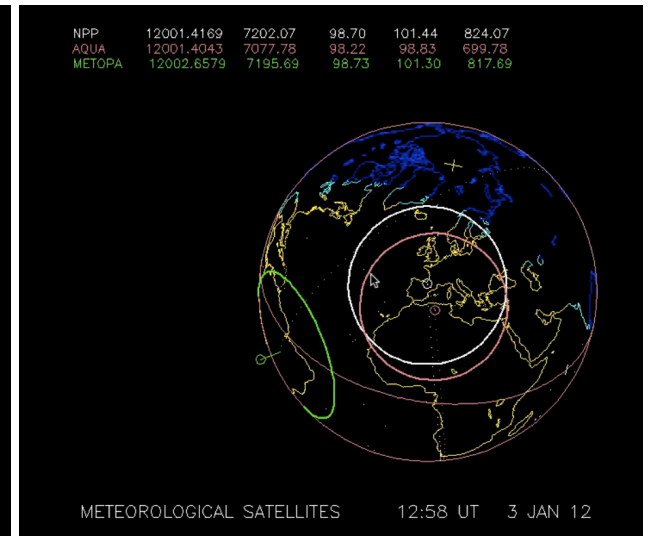 NPP 12001.4169 7202.07 98.70 101.44 824.07
AQUA 12001.4043 7077.78 98.22 98.83 699.78
METOPA 12002.6579 7195.69 98.73 101.30 817.69
METEOROLOGICAL SATELLITES 12:58 UT 3 JAN 12